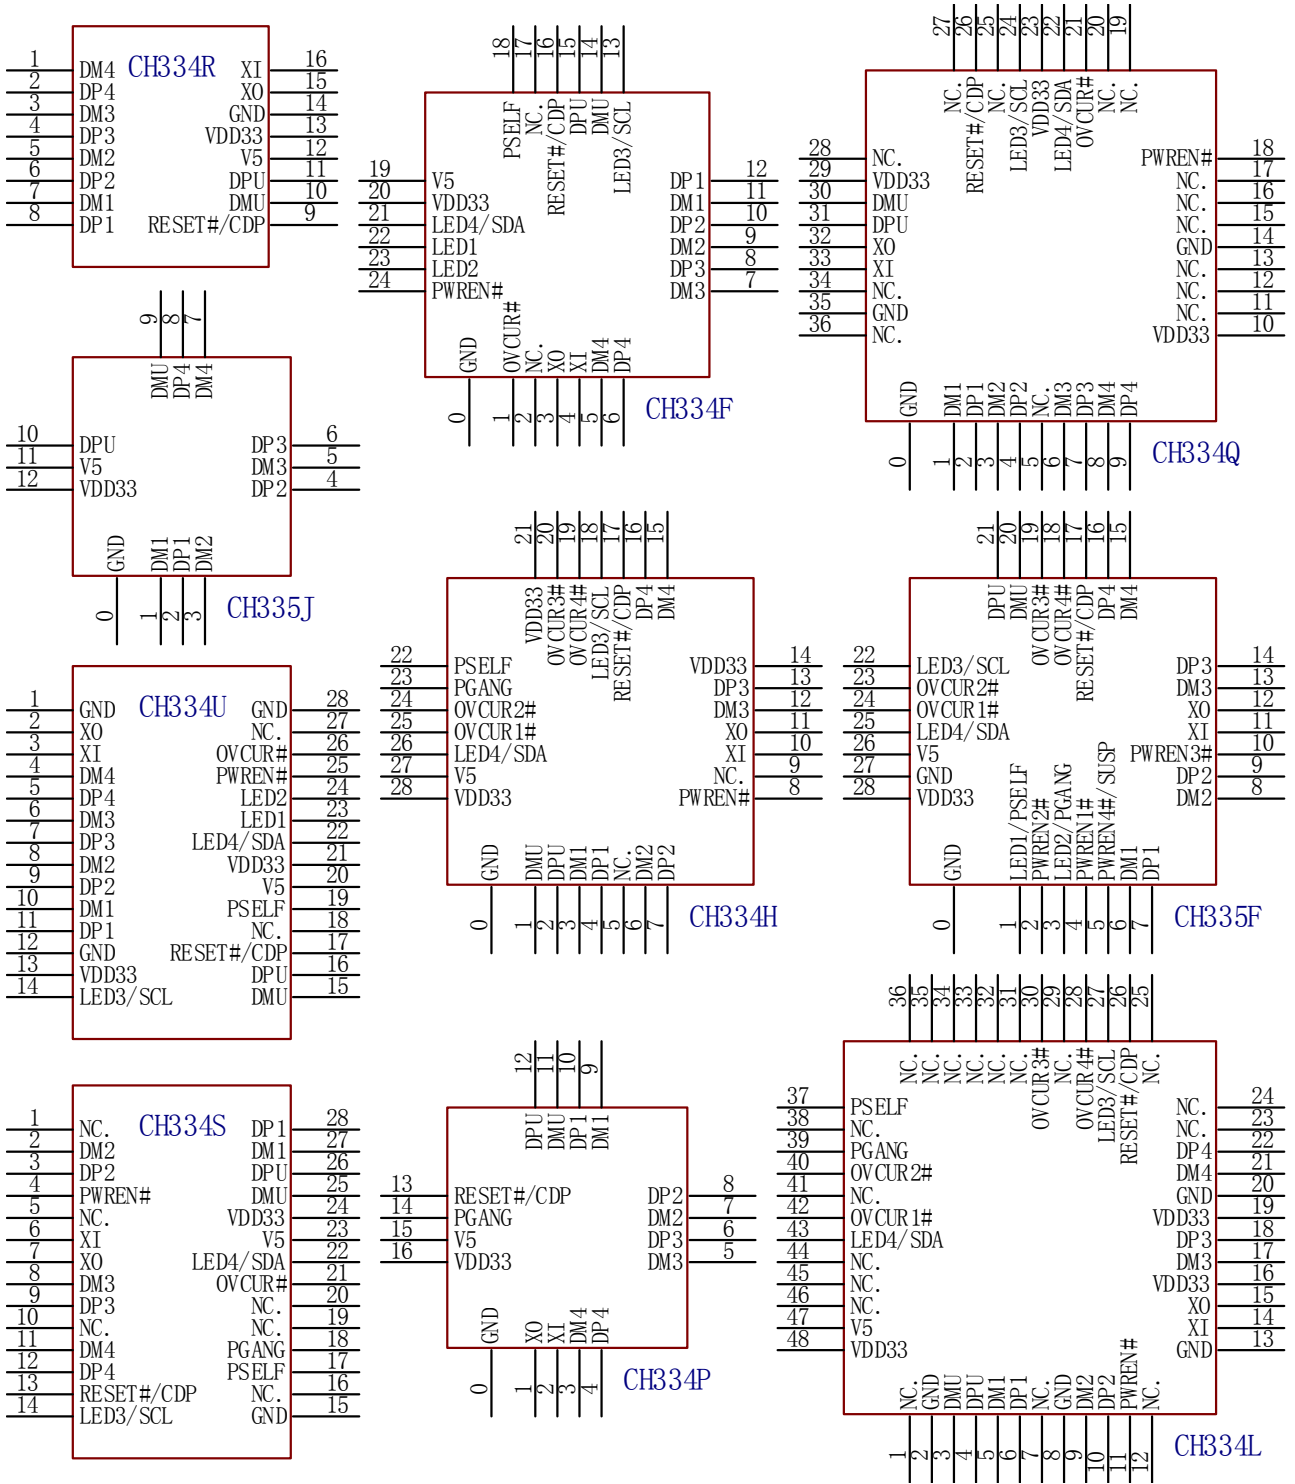 CH334R
1 DM4 XI 16
2 DP4 XO 15
3 DM3 GND 14
4 DP3 VDD33 13
5 DM2 V5 12
6 DP2 DPU 11
7 DM1 DMU 10
8 DP1 RESET#/CDP 9
18 17 16 15 14 13
PSELF NC. RESET#/CDP DPU DMU LED3/SCL
19 V5 DP1 12
20 VDD33 DM1 11
21 LED4/SDA DP2 10
22 LED1 DM2 9
23 LED2 DP3 8
24 PWREN# DM3 7
GND OVCUR# NC. XO XI DM4 DP4
0 1 2 3 4 5 6
CH334F
27 26 25 24 23 22 21 20 19
NC. RESET#/CDP NC. LED3/SCL VDD33 LED4/SDA OVCUR# NC. NC.
28 NC. PWREN# 18
29 VDD33 NC. 17
30 DMU NC. 16
31 DPU NC. 15
32 XO GND 14
33 XI NC. 13
34 NC. NC. 12
35 GND NC. 11
36 NC. VDD33 10
GND DM1 DP1 DM2 DP2 NC. DM3 DP3 DM4 DP4
0 1 2 3 4 5 6 7 8 9
CH334Q
9 8 7
DMU DP4 DM4
10 DPU DP3 6
11 V5 DM3 5
12 VDD33 DP2 4
GND DM1 DP1 DM2
0 1 2 3
CH335J
21 20 19 18 17 16 15
VDD33 OVCUR3# OVCUR4# LED3/SCL RESET#/CDP DP4 DM4
22 PSELF VDD33 14
23 PGANG DP3 13
24 OVCUR2# DM3 12
25 OVCUR1# XO 11
26 LED4/SDA XI 10
27 V5 NC. 9
28 VDD33 PWREN# 8
GND DMU DPU DM1 DP1 NC. DM2 DP2
0 1 2 3 4 5 6 7
CH334H
21 20 19 18 17 16 15
DPU DMU OVCUR3# OVCUR4# RESET#/CDP DP4 DM4
22 LED3/SCL DP3 14
23 OVCUR2# DM3 13
24 OVCUR1# XO 12
25 LED4/SDA XI 11
26 V5 PWREN3# 10
27 GND DP2 9
28 VDD33 DM2 8
GND LED1/PSELF PWREN2# LED2/PGANG PWREN1# PWREN4#/SUSP DM1 DP1
0 1 2 3 4 5 6 7
CH335F
CH334U
1 GND GND 28
2 XO NC. 27
3 XI OVCUR# 26
4 DM4 PWREN# 25
5 DP4 LED2 24
6 DM3 LED1 23
7 DP3 LED4/SDA 22
8 DM2 VDD33 21
9 DP2 V5 20
10 DM1 PSELF 19
11 DP1 NC. 18
12 GND RESET#/CDP 17
13 VDD33 DPU 16
14 LED3/SCL DMU 15
CH334S
1 NC. DP1 28
2 DM2 DM1 27
3 DP2 DPU 26
4 PWREN# DMU 25
5 NC. VDD33 24
6 XI V5 23
7 XO LED4/SDA 22
8 DM3 OVCUR# 21
9 DP3 NC. 20
10 NC. NC. 19
11 DM4 PGANG 18
12 DP4 PSELF 17
13 RESET#/CDP NC. 16
14 LED3/SCL GND 15
12 11 10 9
DPU DMU DP1 DM1
13 RESET#/CDP DP2 8
14 PGANG DM2 7
15 V5 DP3 6
16 VDD33 DM3 5
GND XO XI DM4 DP4
0 1 2 3 4
CH334P
36 35 34 33 32 31 30 29 28 27 26 25
NC. NC. NC. NC. NC. NC. OVCUR3# NC. OVCUR4# LED3/SCL RESET#/CDP NC.
37 PSELF NC. 24
38 NC. NC. 23
39 PGANG DP4 22
40 OVCUR2# DM4 21
41 NC. GND 20
42 OVCUR1# VDD33 19
43 LED4/SDA DP3 18
44 NC. DM3 17
45 NC. VDD33 16
46 NC. XO 15
47 V5 XI 14
48 VDD33 GND 13
NC. GND DMU DPU DM1 DP1 NC. GND DM2 DP2 PWREN# NC.
1 2 3 4 5 6 7 8 9 10 11 12
CH334L